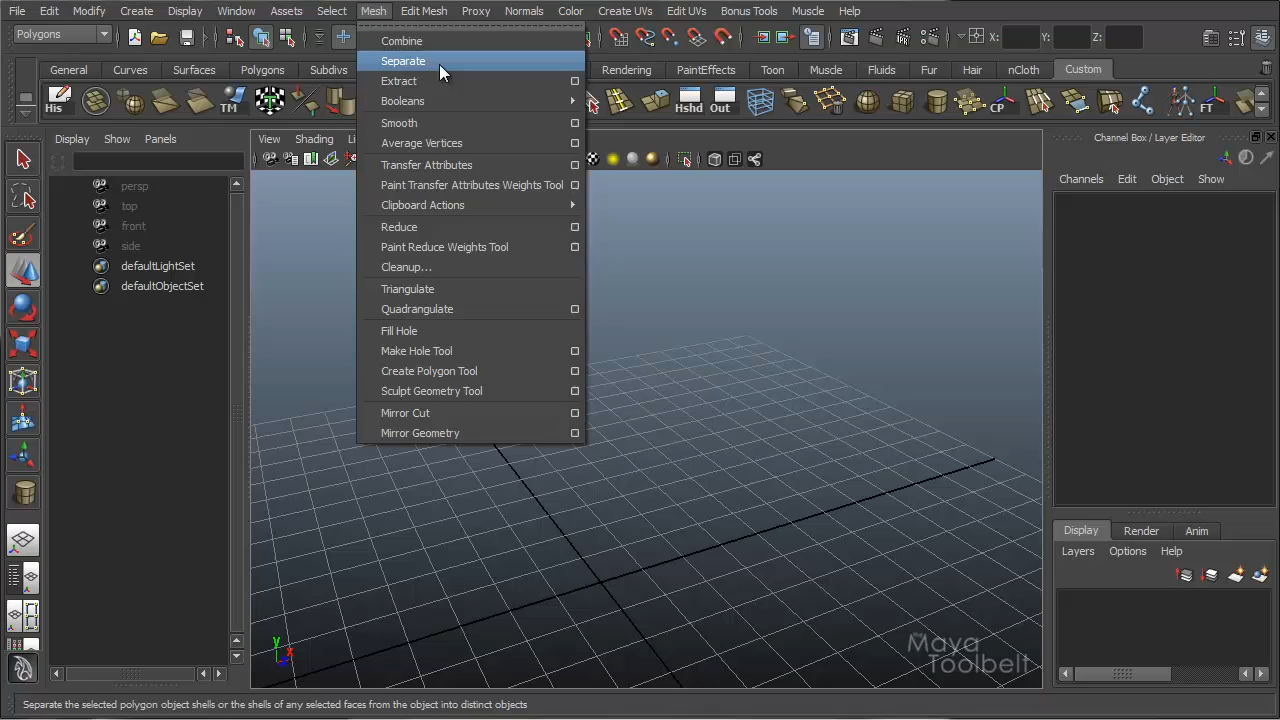 File Edit Modify Create Display Window Assets Select Mesh Edit Mesh Proxy Normals Color Create UVs Edit UVs Bonus Tools Muscle Help
Polygons X: Y: Z:
General Curves Surfaces Polygons Subdivs Rendering PaintEffects Toon Muscle Fluids Fur Hair nCloth Custom
His TM Hshd Out CP FT
Combine
Separate
Extract
Booleans
Smooth
Average Vertices
Transfer Attributes
Paint Transfer Attributes Weights Tool
Clipboard Actions
Reduce
Paint Reduce Weights Tool
Cleanup...
Triangulate
Quadrangulate
Fill Hole
Make Hole Tool
Create Polygon Tool
Sculpt Geometry Tool
Mirror Cut
Mirror Geometry
Display Show Panels
persp
top
front
side
defaultLightSet
defaultObjectSet
View Shading
y
x
z
Maya
Toolbelt
Channel Box / Layer Editor
Channels Edit Object Show
Display Render Anim
Layers Options Help
Separate the selected polygon object shells or the shells of any selected faces from the object into distinct objects